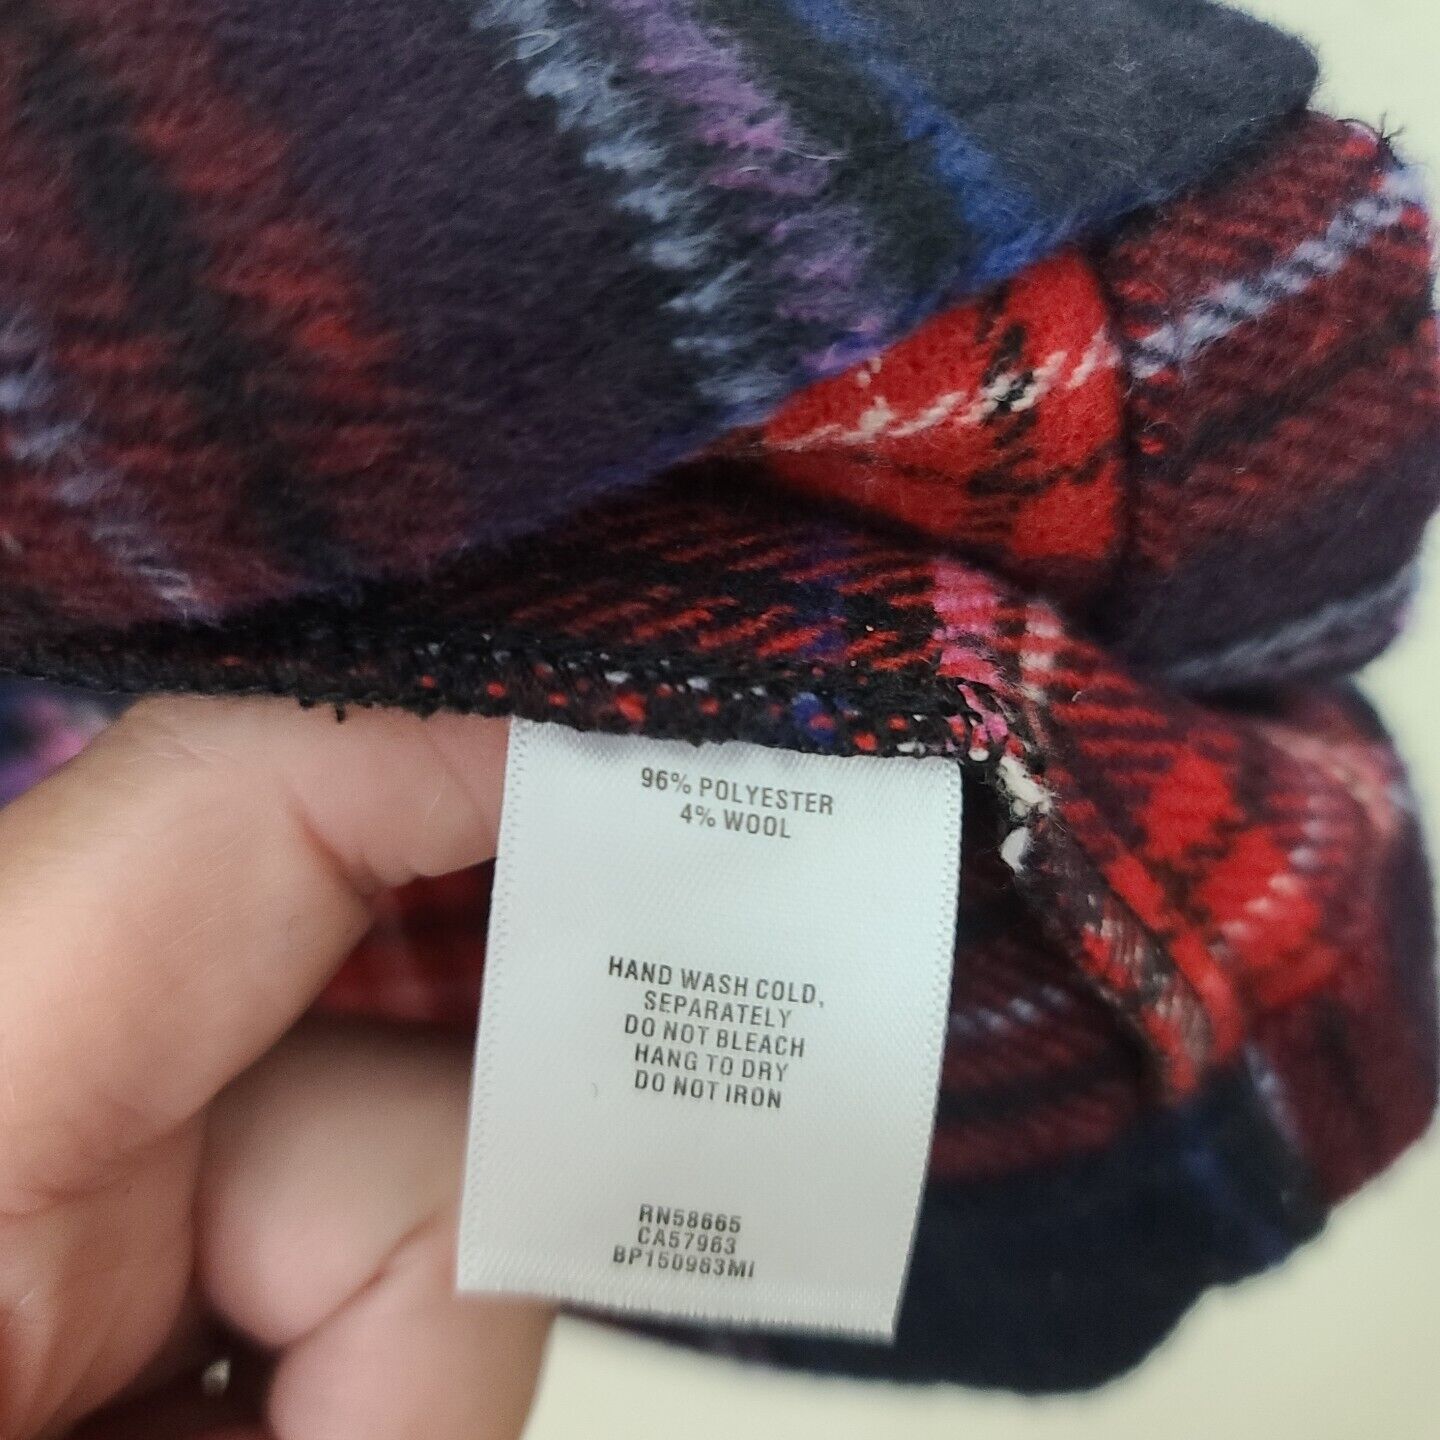 96% POLYESTER
4% WOOL
HAND WASH COLD,
SEPARATELY
DO NOT BLEACH
HANG TO DRY
DO NOT IRON
RN58665
CA57963
BP150963MI